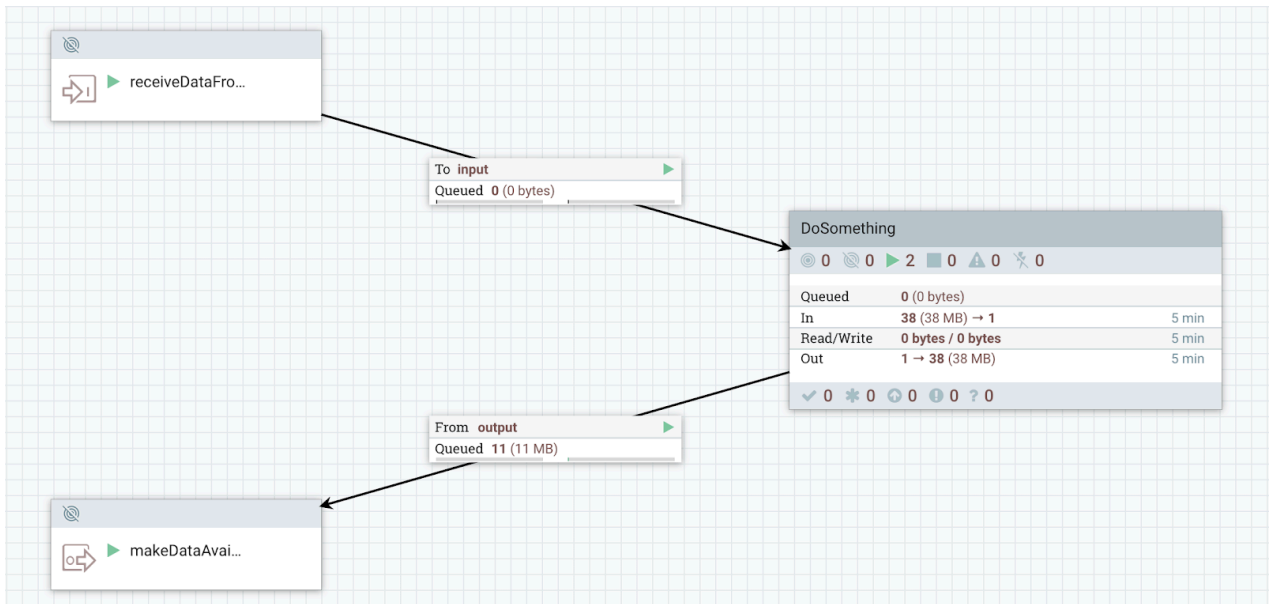 receiveDataFro...
To input
Queued 0 (0 bytes)
DoSomething
0 0 2 0 0 0
Queued 0 (0 bytes)
In 38 (38 MB) → 1 5 min
Read/Write 0 bytes / 0 bytes 5 min
Out 1 → 38 (38 MB) 5 min
0 0 0 0 ? 0
From output
Queued 11 (11 MB)
makeDataAvai...